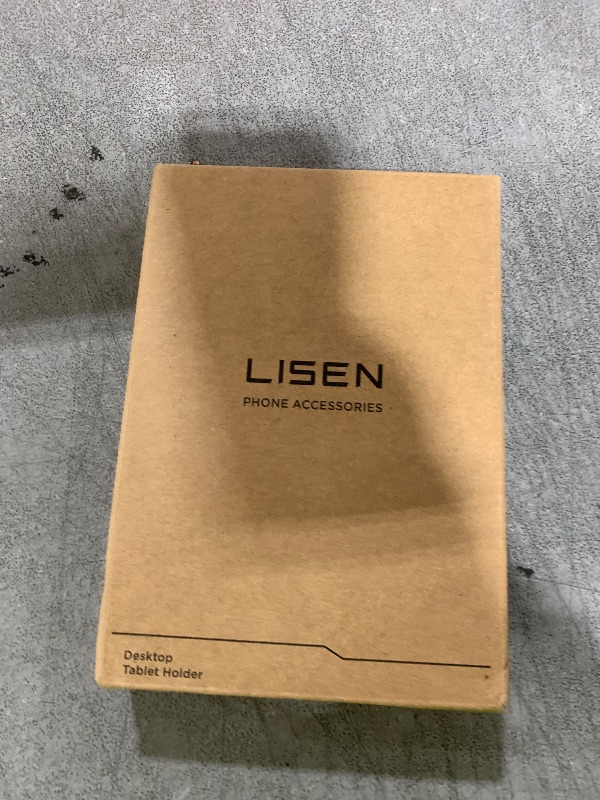 LISEN
PHONE ACCESSORIES
Desktop
Tablet Holder